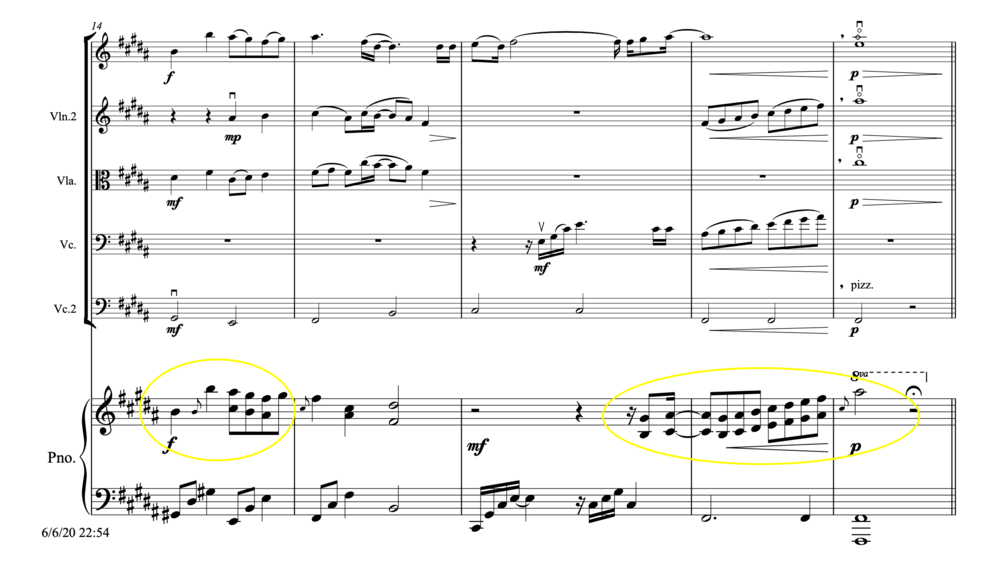 14
f
p
Vln.2
mp
p
Vla.
mf
p
Vc.
mf
pizz.
Vc.2
mf
p
8va
Pno.
f
mf
p
6/6/20 22:54